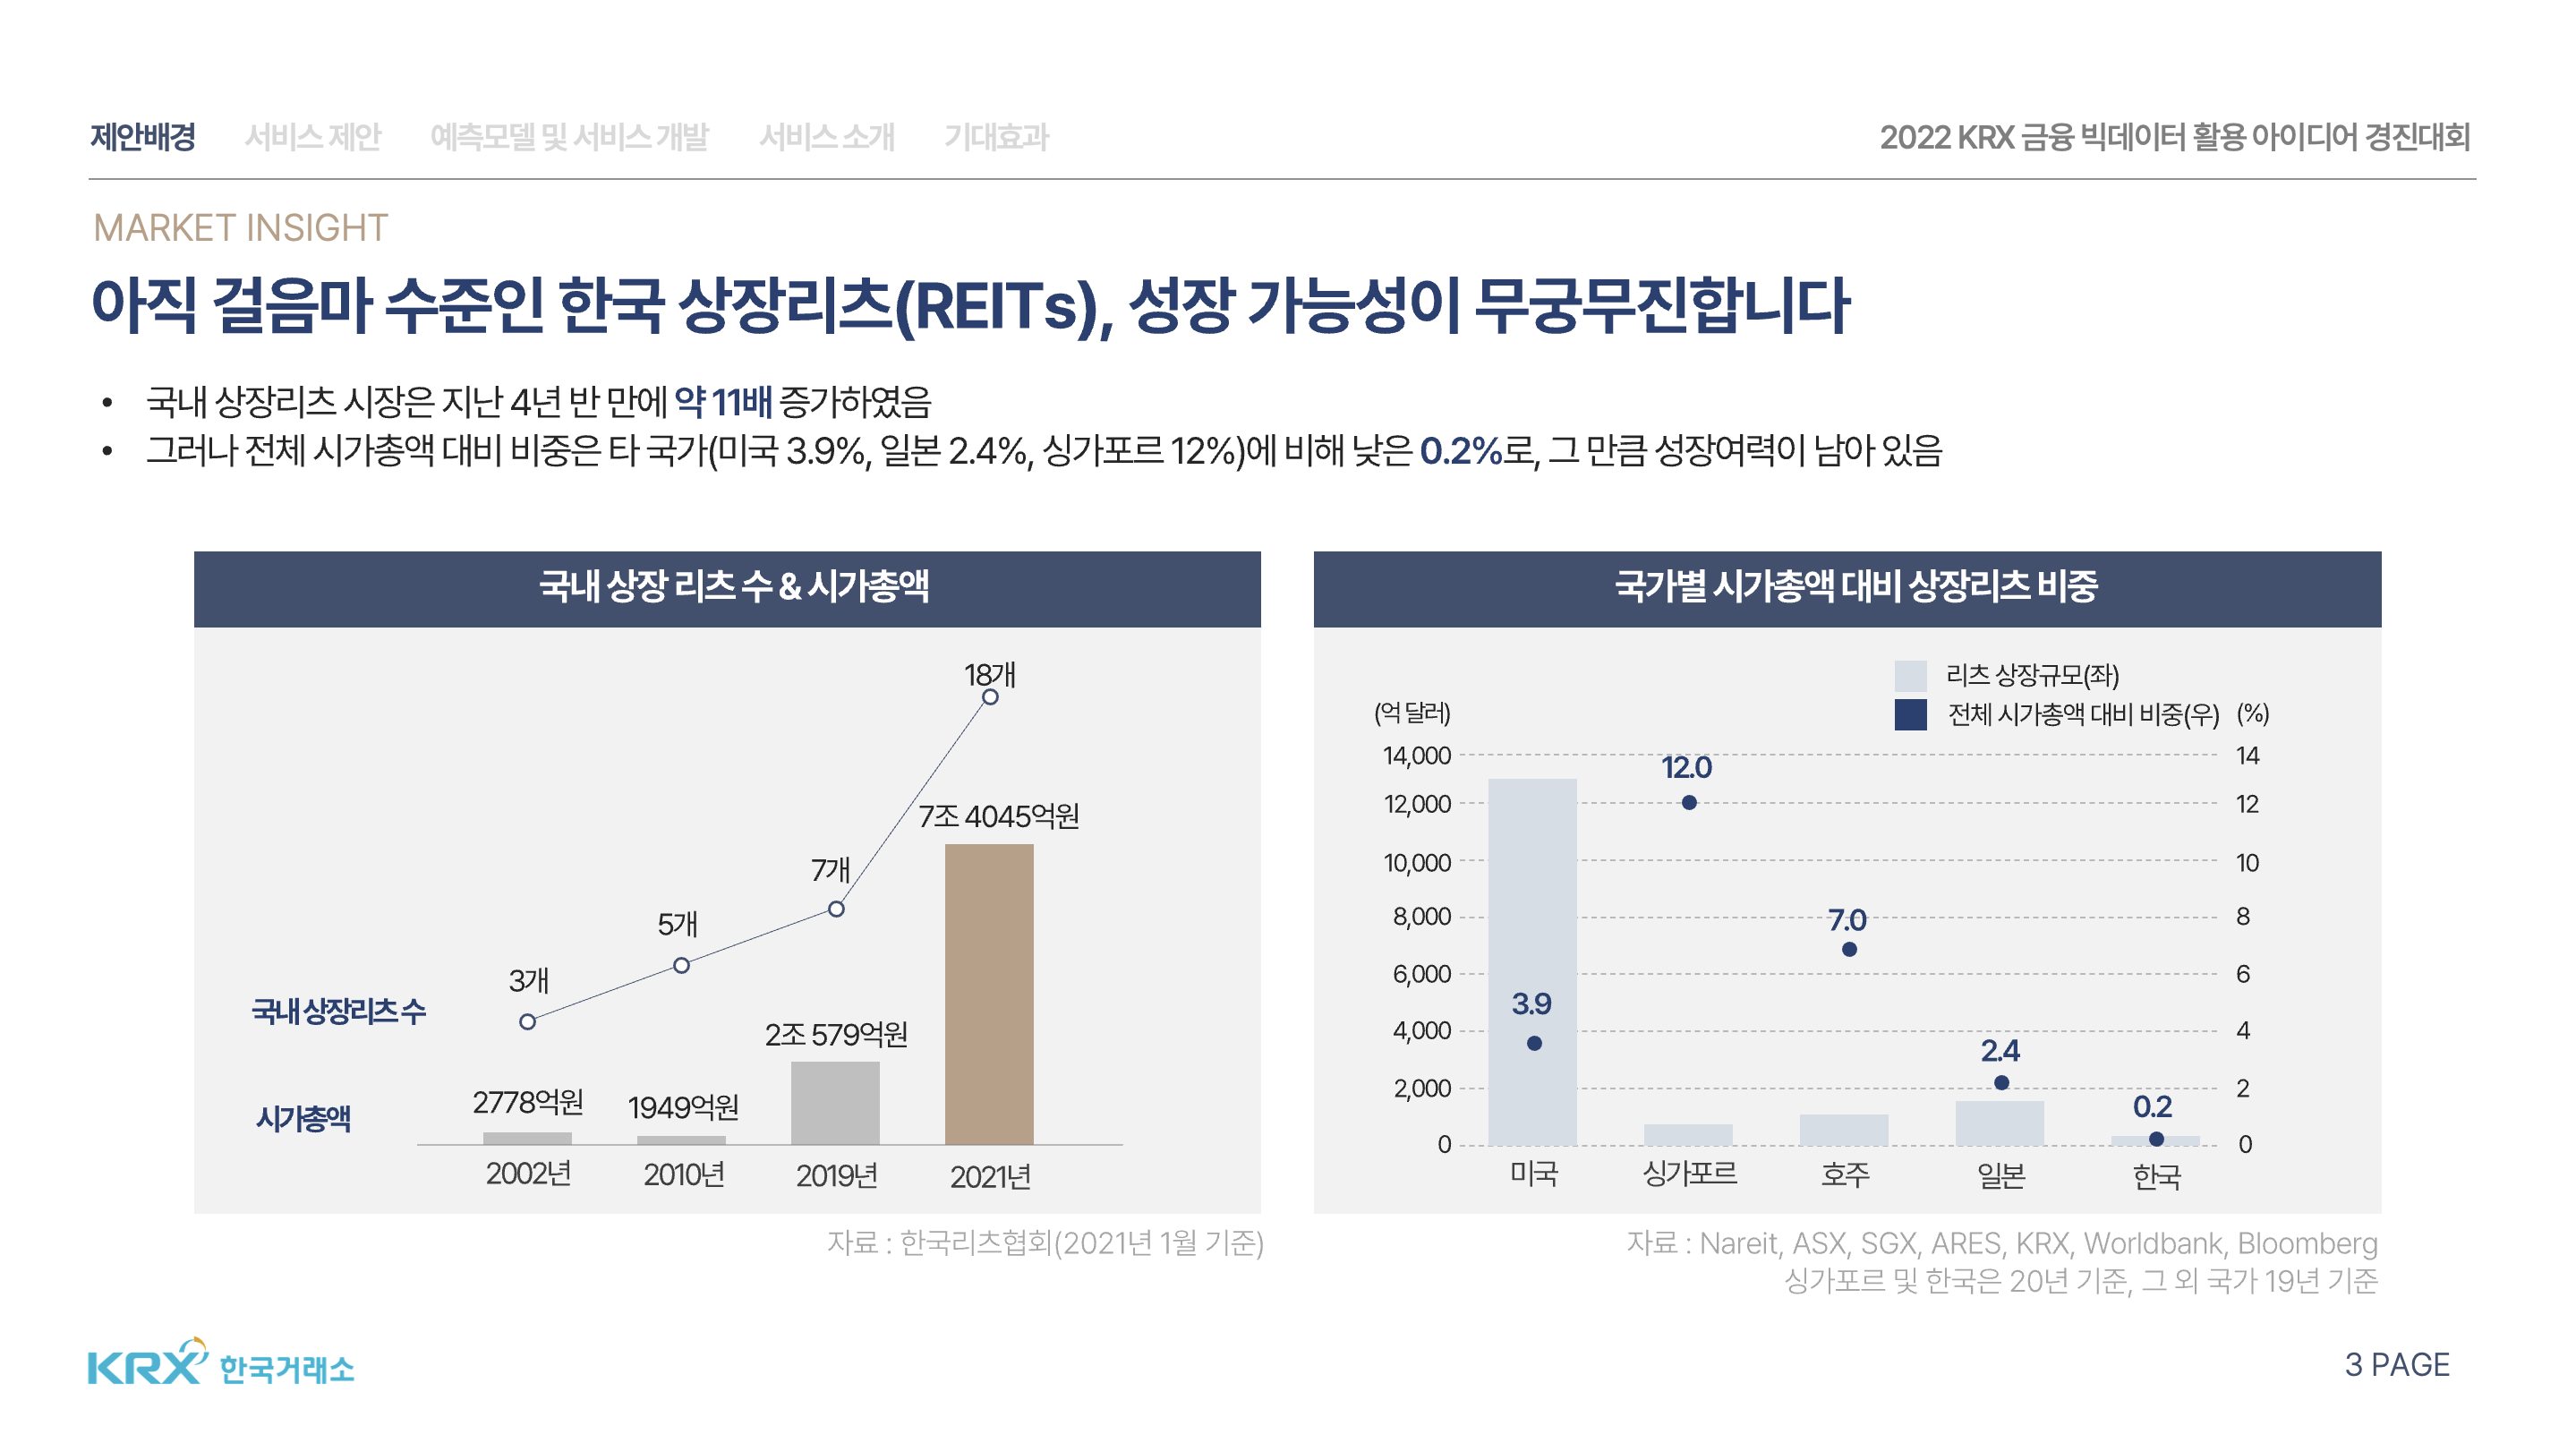 제안배경 서비스 제안 예측모델 및 서비스 개발 서비스 소개 기대효과
2022 KRX 금융 빅데이터 활용 아이디어 경진대회
MARKET INSIGHT
아직 걸음마 수준인 한국 상장리츠(REITs), 성장 가능성이 무궁무진합니다
• 국내 상장리츠 시장은 지난 4년 반 만에 약 11배 증가하였음
• 그러나 전체 시가총액 대비 비중은 타 국가(미국 3.9%, 일본 2.4%, 싱가포르 12%)에 비해 낮은 0.2%로, 그 만큼 성장여력이 남아 있음
국내 상장 리츠 수 & 시가총액
18개
7조 4045억원
7개
5개
3개
국내 상장리츠 수
2조 579억원
2778억원
1949억원
시가총액
2002년 2010년 2019년 2021년
자료 : 한국리츠협회(2021년 1월 기준)
국가별 시가총액 대비 상장리츠 비중
리츠 상장규모(좌)
전체 시가총액 대비 비중(우)
(억 달러) (%)
14,000 14
12.0
12,000 12
10,000 10
8,000 7.0 8
6,000 6
3.9
4,000 4
2.4
2,000 2
0.2
0 0
미국 싱가포르 호주 일본 한국
자료 : Nareit, ASX, SGX, ARES, KRX, Worldbank, Bloomberg
싱가포르 및 한국은 20년 기준, 그 외 국가 19년 기준
KRX 한국거래소
3 PAGE